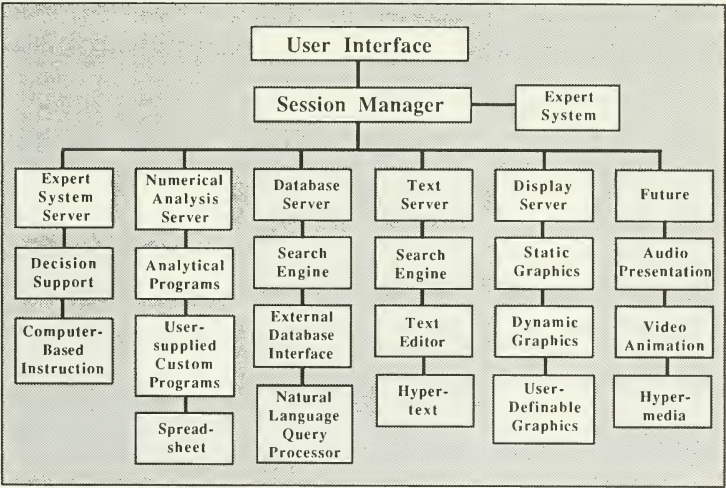 User Interface
Session Manager
Expert
System
Expert
System
Server
Numerical
Analysis
Server
Database
Server
Text
Server
Display
Server
Future
Decision
Support
Analytical
Programs
Search
Engine
Search
Engine
Static
Graphics
Audio
Presentation
Computer-
Based
Instruction
User-
supplied
Custom
Programs
External
Database
Interface
Text
Editor
Dynamic
Graphics
Video
Animation
Spread-
sheet
Natural
Language
Query
Processor
Hyper-
text
User-
Definable
Graphics
Hyper-
media